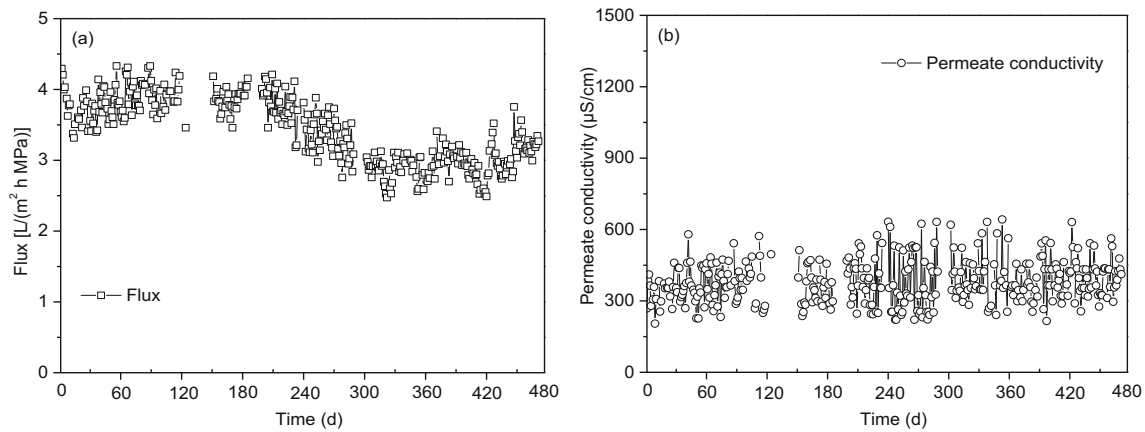 (a)
5
4
3
2
1
0
Flux [L/(m² h MPa)]
Flux
0 60 120 180 240 300 360 420 480
Time (d)
(b)
1500
1200
900
600
300
0
Permeate conductivity (μS/cm)
Permeate conductivity
0 60 120 180 240 300 360 420 480
Time (d)